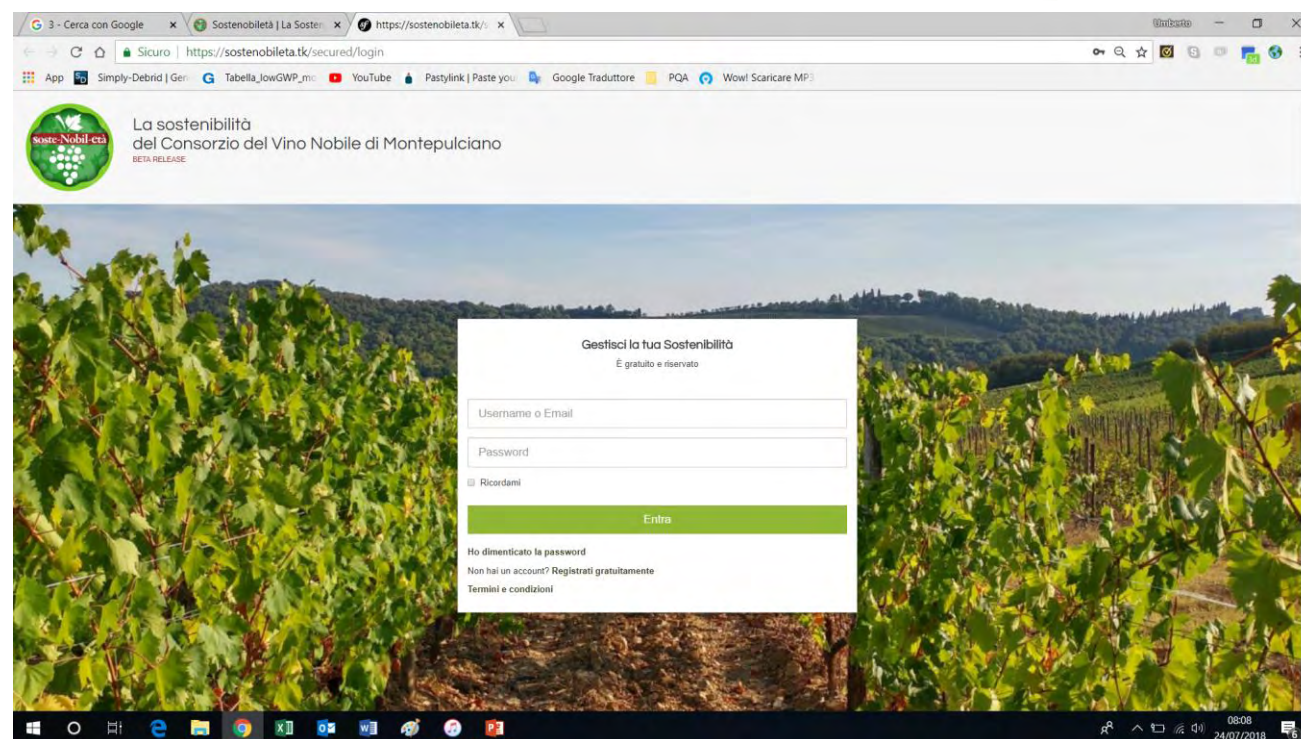 3 - Cerca con Google
Sostenobiletà | La Sosten
https://sostenobileta.tk/s
Umberto
Sicuro | https://sostenobileta.tk/secured/login
App
Simply-Debrid | Gen
Tabella_lowGWP_mo
YouTube
Pastylink | Paste you
Google Traduttore
PQA
Wow! Scaricare MP3
soste-Nobil-età
La sostenibilità
del Consorzio del Vino Nobile di Montepulciano
BETA RELEASE
Gestisci la tua Sostenibilità
È gratuito e riservato
Username o Email
Password
Ricordami
Entra
Ho dimenticato la password
Non hai un account? Registrati gratuitamente
Termini e condizioni
08:08
24/07/2018
6